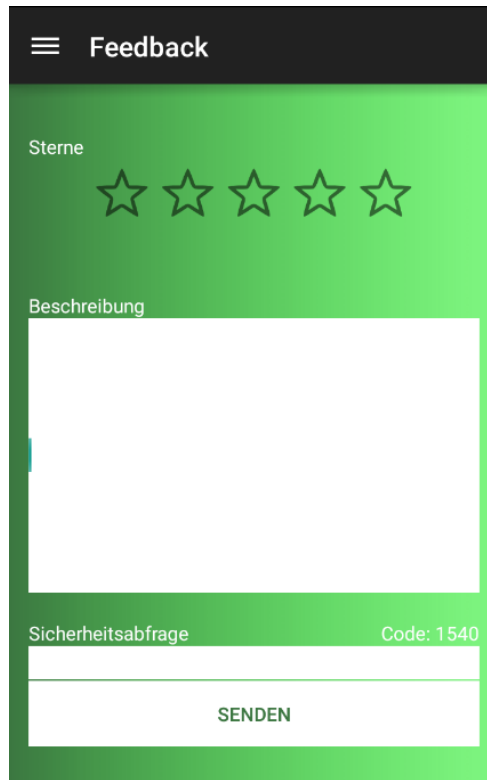 Feedback
Sterne
Beschreibung
Sicherheitsabfrage Code: 1540
SENDEN